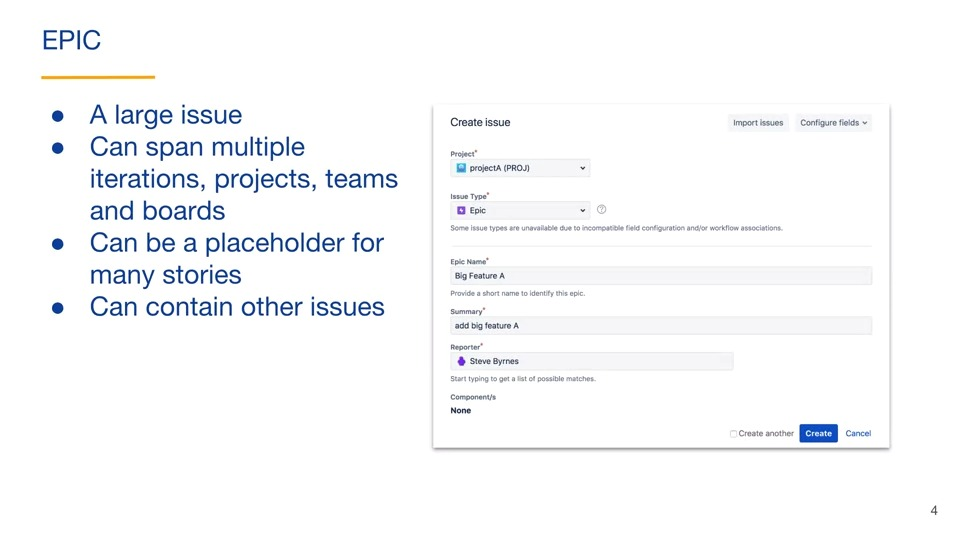 EPIC
● A large issue
● Can span multiple
iterations, projects, teams
and boards
● Can be a placeholder for
many stories
● Can contain other issues
Create issue
Import issues
Configure fields
Project*
projectA (PROJ)
Issue Type*
Epic
Some issue types are unavailable due to incompatible field configuration and/or workflow associations.
Epic Name*
Big Feature A
Provide a short name to identify this epic.
Summary*
add big feature A
Reporter*
Steve Byrnes
Start typing to get a list of possible matches.
Component/s
None
Create another
Create
Cancel
4